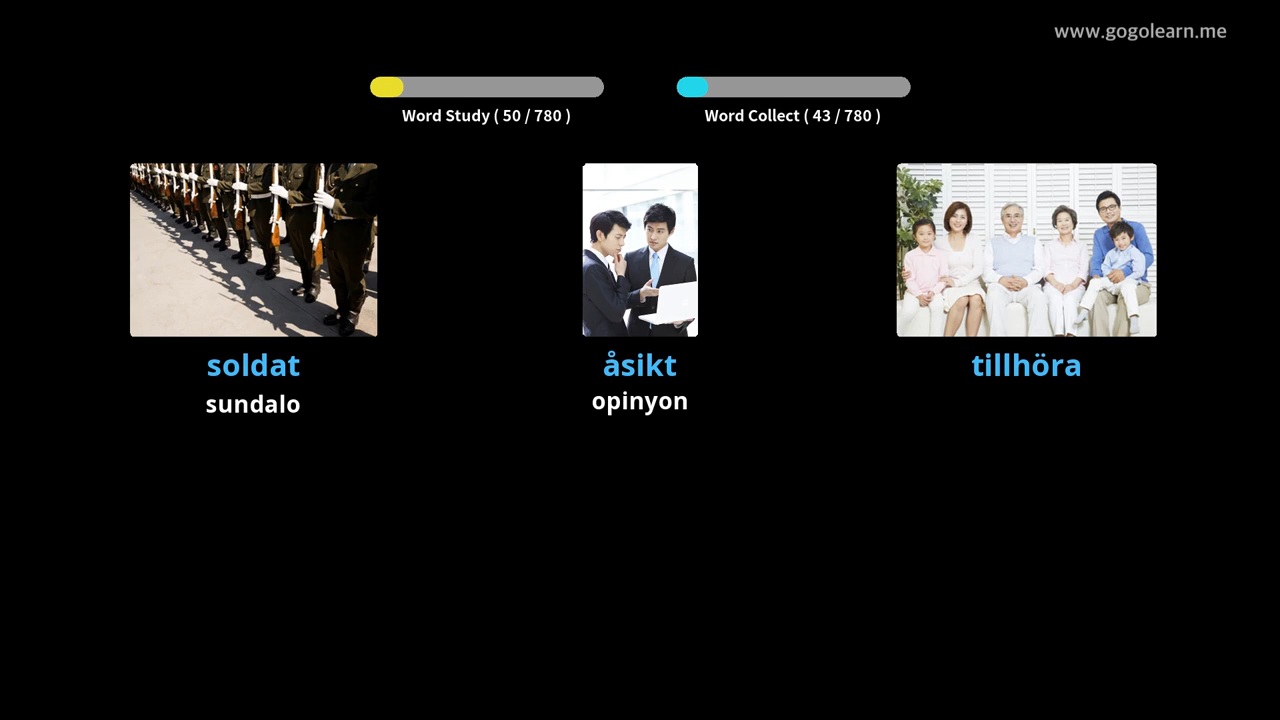 www.gogolearn.me
Word Study ( 50 / 780 )
Word Collect ( 43 / 780 )
soldat
sundalo
åsikt
opinyon
tillhöra